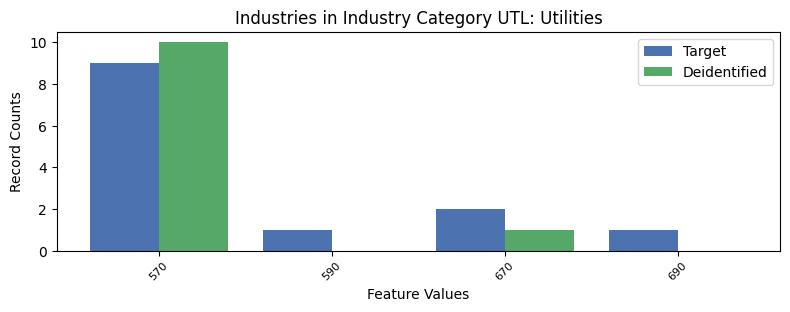 Industries in Industry Category UTL: Utilities
Target
Deidentified
Record Counts
10
8
6
4
2
0
570
590
670
690
Feature Values